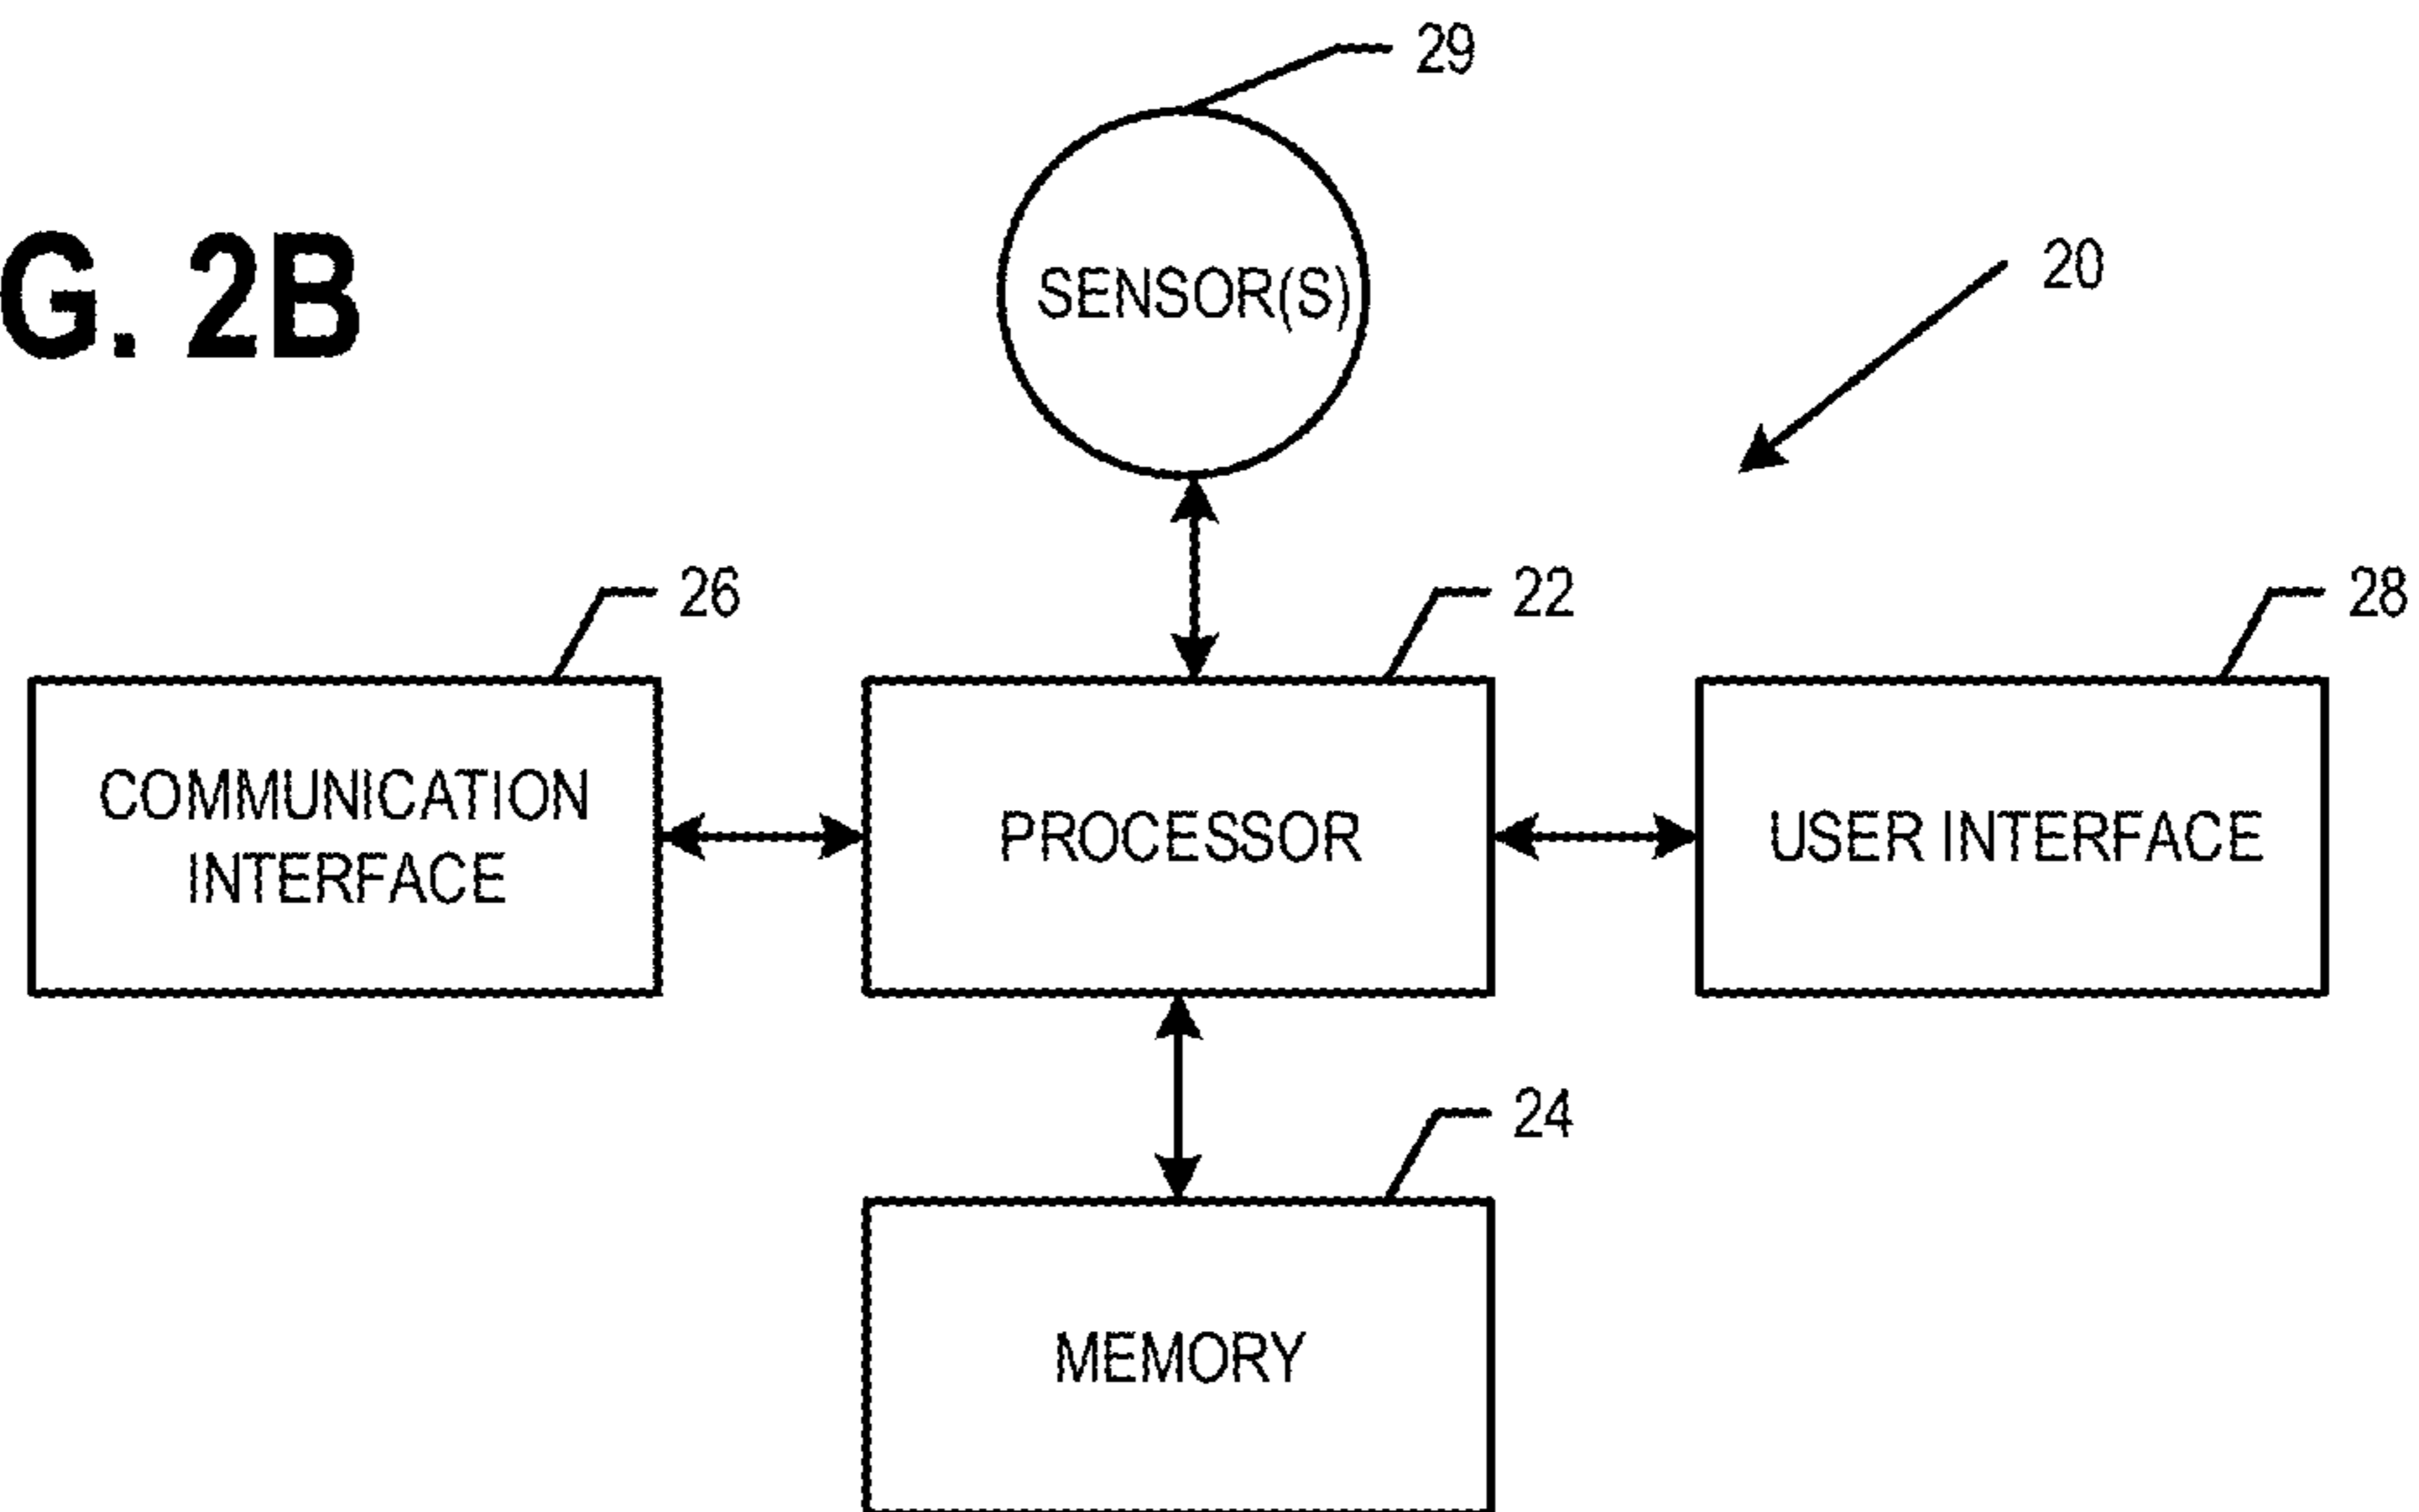 29
G. 2B
SENSOR(S)
20
26
22
28
COMMUNICATION
INTERFACE
PROCESSOR
USER INTERFACE
24
MEMORY